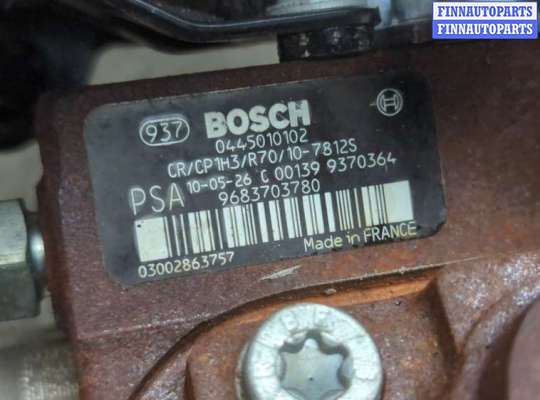 FINNAUTOPARTS
FINNAUTOPARTS
937 BOSCH
0445010102
CR/CP1H3/R70/10-7812S
PSA 10-05-26 C 00139 9370364
9683703780
Made in FRANCE
03002863757